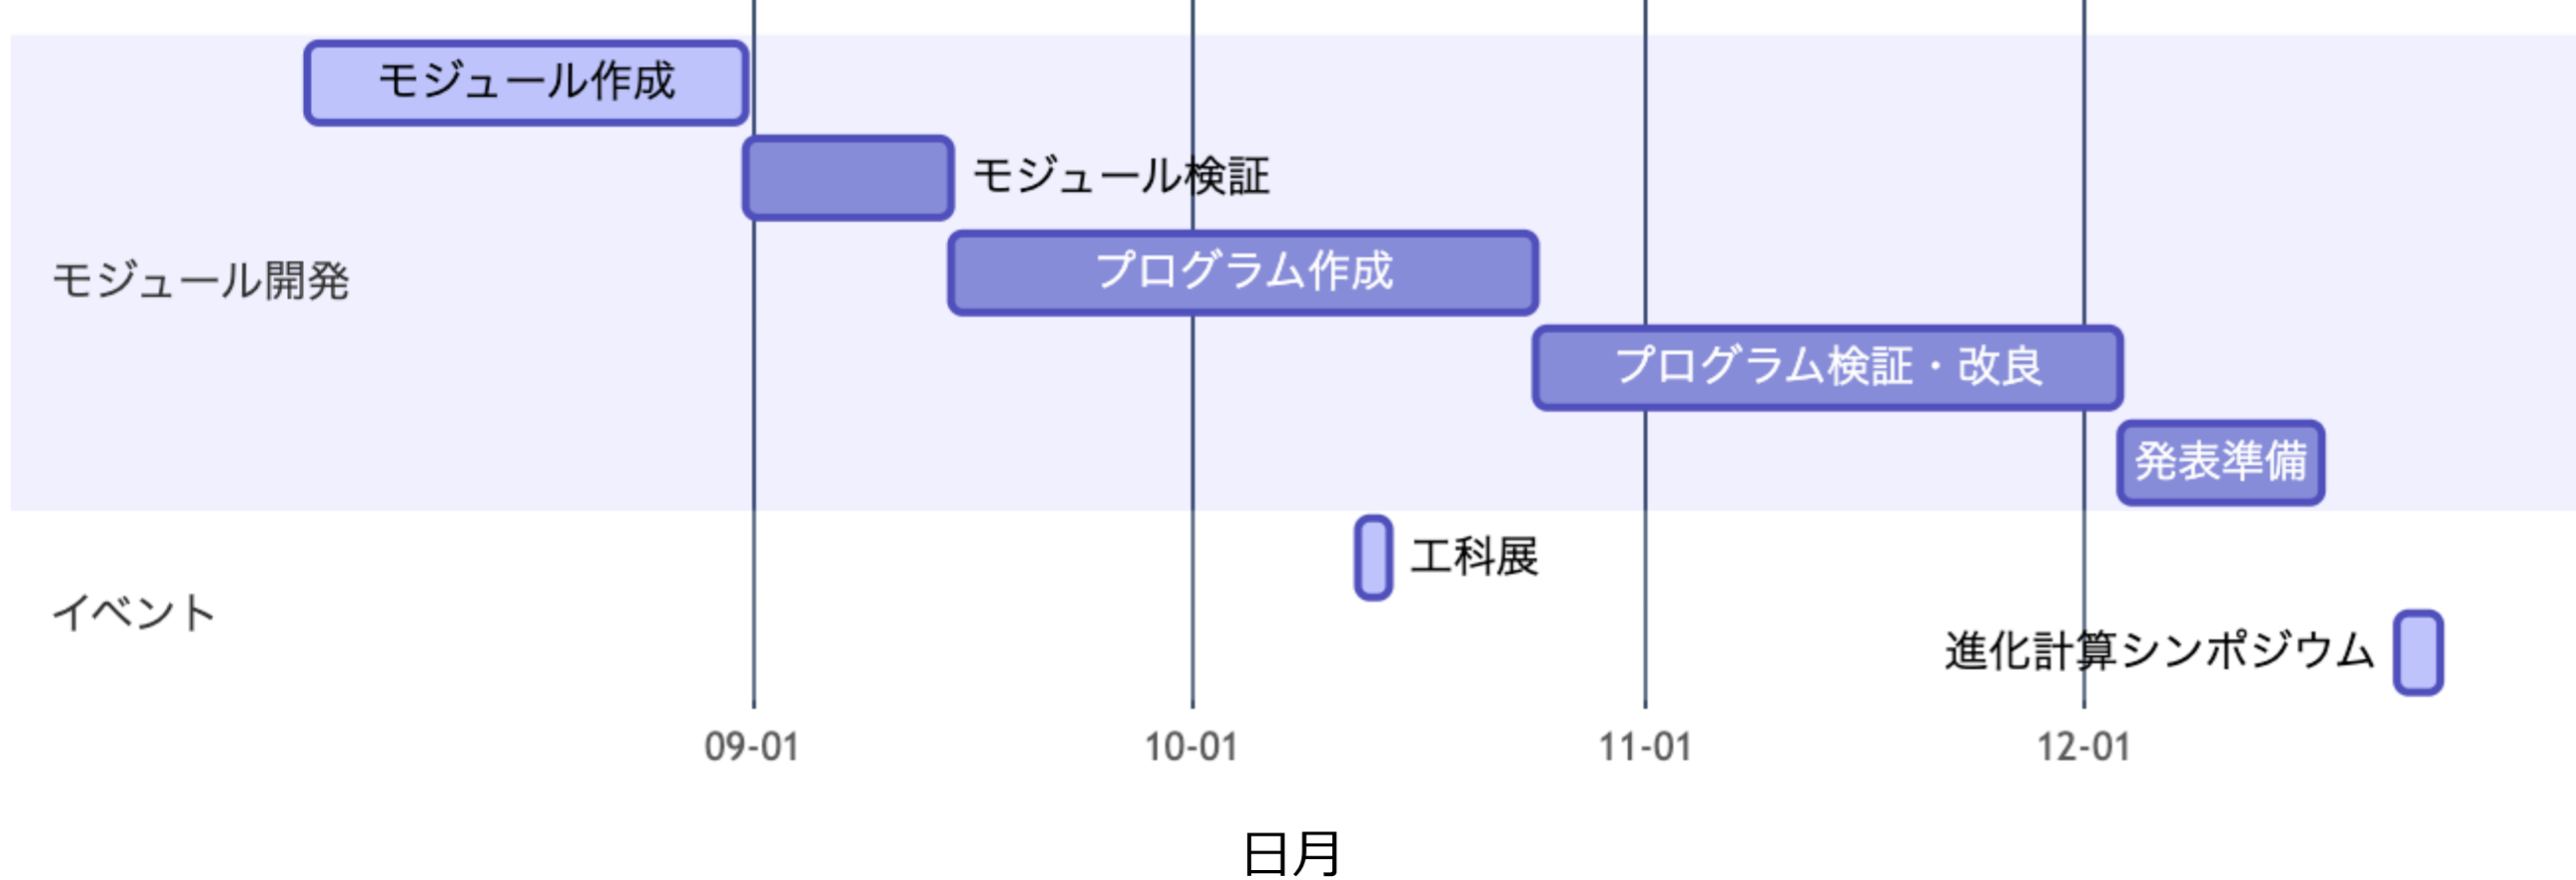 モジュール作成
モジュール検証
プログラム作成
モジュール開発
プログラム検証・改良
発表準備
工科展
イベント
進化計算シンポジウム
09-01
10-01
11-01
12-01
日月